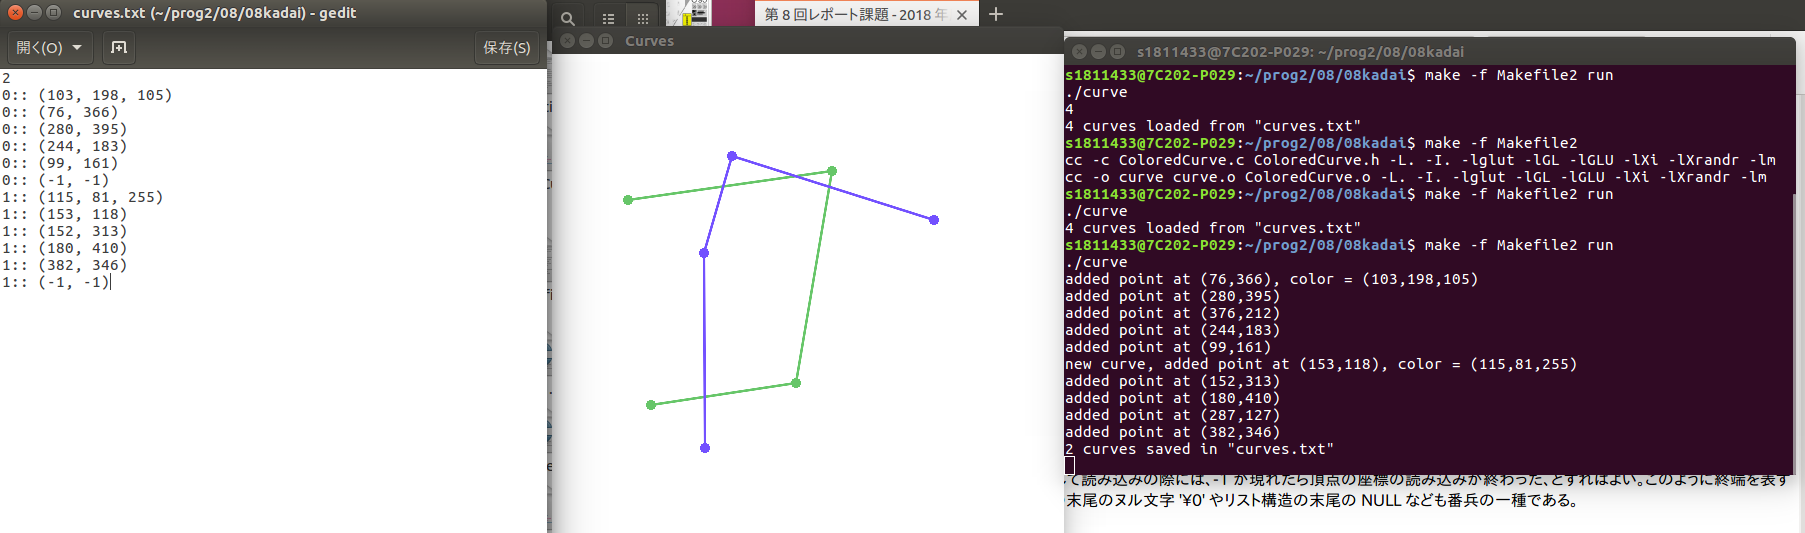 curves.txt (~/prog2/08/08kadai) - gedit
開く(O)
保存(S)
2
0:: (103, 198, 105)
0:: (76, 366)
0:: (280, 395)
0:: (244, 183)
0:: (99, 161)
0:: (-1, -1)
1:: (115, 81, 255)
1:: (153, 118)
1:: (152, 313)
1:: (180, 410)
1:: (382, 346)
1:: (-1, -1)
第 8 回レポート課題 - 2018 年
Curves
s1811433@7C202-P029: ~/prog2/08/08kadai
s1811433@7C202-P029:~/prog2/08/08kadai$ make -f Makefile2 run
./curve
4
4 curves loaded from "curves.txt"
s1811433@7C202-P029:~/prog2/08/08kadai$ make -f Makefile2
cc -c ColoredCurve.c ColoredCurve.h -L. -I. -lglut -lGL -lGLU -lXi -lXrandr -lm
cc -o curve curve.o ColoredCurve.o -L. -I. -lglut -lGL -lGLU -lXi -lXrandr -lm
s1811433@7C202-P029:~/prog2/08/08kadai$ make -f Makefile2 run
./curve
4 curves loaded from "curves.txt"
s1811433@7C202-P029:~/prog2/08/08kadai$ make -f Makefile2 run
./curve
added point at (76,366), color = (103,198,105)
added point at (280,395)
added point at (376,212)
added point at (244,183)
added point at (99,161)
new curve, added point at (153,118), color = (115,81,255)
added point at (152,313)
added point at (180,410)
added point at (287,127)
added point at (382,346)
2 curves saved in "curves.txt"
て読み込みの際には、-1 が現れたら頂点の座標の読み込みが終わった、とすればよい。このように終端を表す
末尾のヌル文字 '¥0' やリスト構造の末尾の NULL なども番兵の一種である。